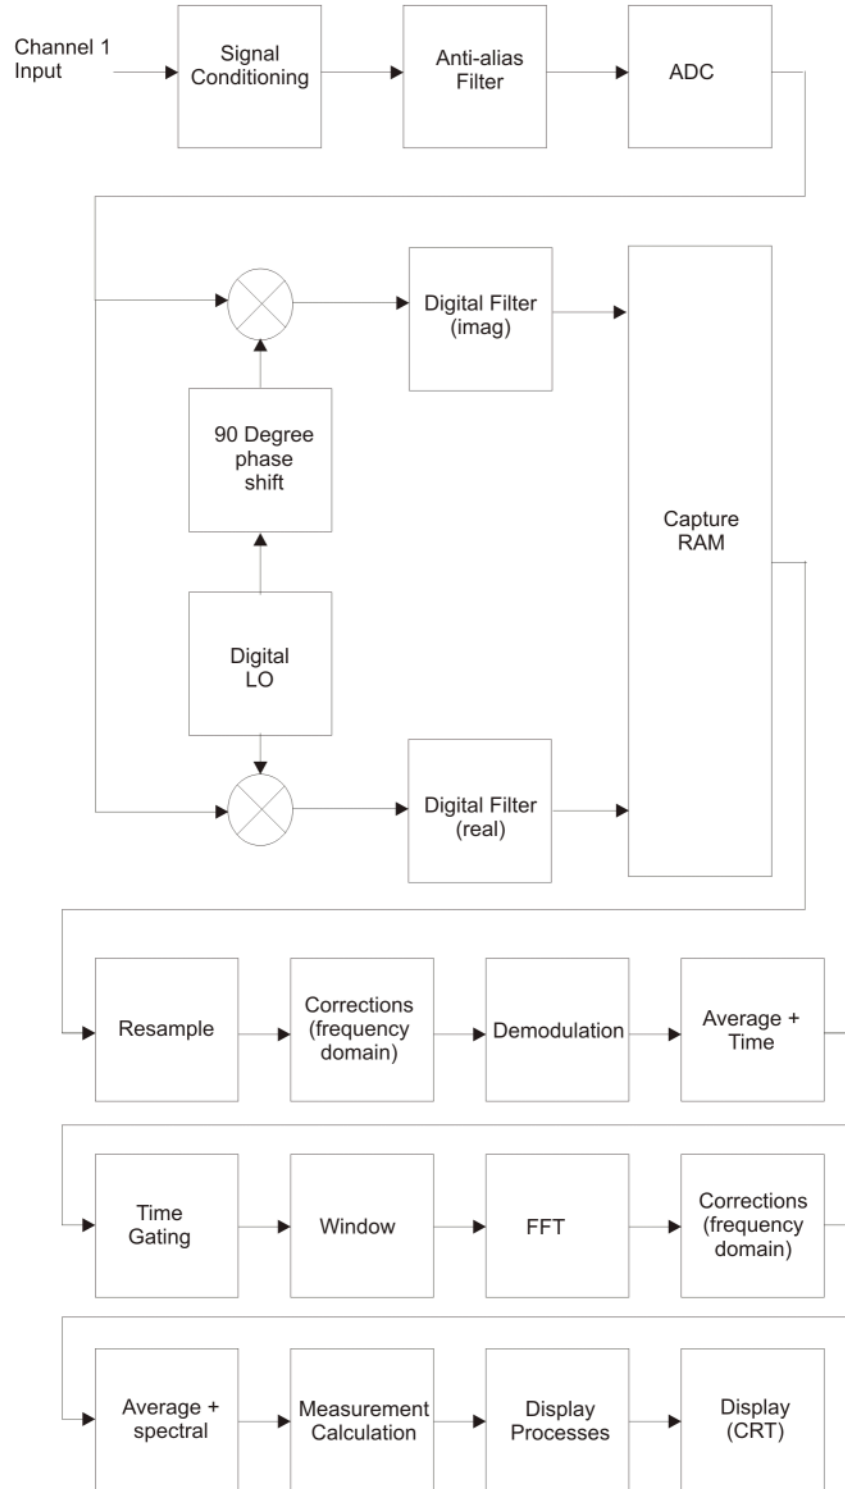 Channel 1
Input
Signal
Conditioning
Anti-alias
Filter
ADC
Digital Filter
(imag)
90 Degree
phase
shift
Capture
RAM
Digital
LO
Digital Filter
(real)
Resample
Corrections
(frequency
domain)
Demodulation
Average +
Time
Time
Gating
Window
FFT
Corrections
(frequency
domain)
Average +
spectral
Measurement
Calculation
Display
Processes
Display
(CRT)